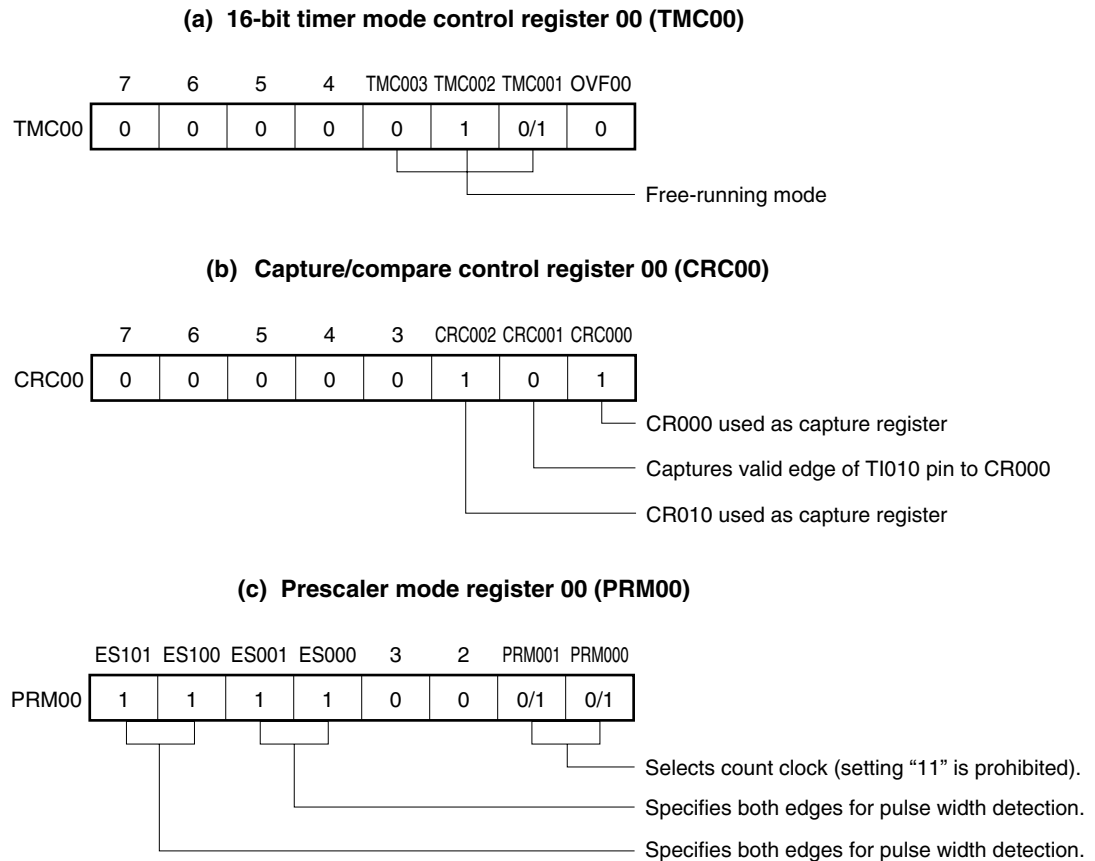 (a) 16-bit timer mode control register 00 (TMC00)
7 6 5 4 TMC003 TMC002 TMC001 OVF00
TMC00 0 0 0 0 0 1 0/1 0
Free-running mode
(b) Capture/compare control register 00 (CRC00)
7 6 5 4 3 CRC002 CRC001 CRC000
CRC00 0 0 0 0 0 1 0 1
CR000 used as capture register
Captures valid edge of TI010 pin to CR000
CR010 used as capture register
(c) Prescaler mode register 00 (PRM00)
ES101 ES100 ES001 ES000 3 2 PRM001 PRM000
PRM00 1 1 1 1 0 0 0/1 0/1
Selects count clock (setting “11” is prohibited).
Specifies both edges for pulse width detection.
Specifies both edges for pulse width detection.